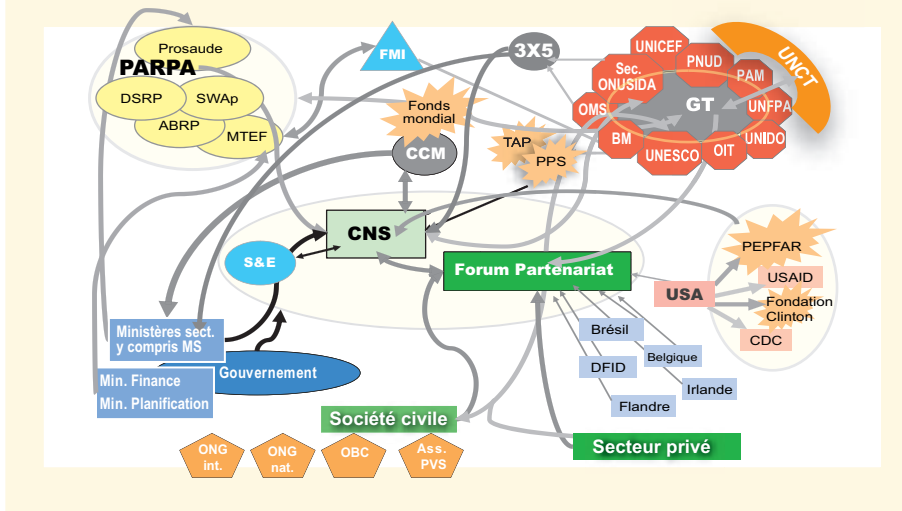 Prosaude
PARPA
DSRP
SWAp
ABRP
MTEF
FMI
3X5
Fonds
mondial
CCM
TAP
PPS
UNICEF
Sec.
ONUSIDA
PNUD
PAM
UNCT
OMS
GT
UNFPA
BM
UNESCO
OIT
UNIDO
CNS
S&E
Forum Partenariat
PEPFAR
USAID
USA
Fondation
Clinton
CDC
Ministères sect.
y compris MS
Gouvernement
Min. Finance
Min. Planification
Brésil
Belgique
DFID
Irlande
Flandre
Société civile
Secteur privé
ONG
int.
ONG
nat.
OBC
Ass.
PVS